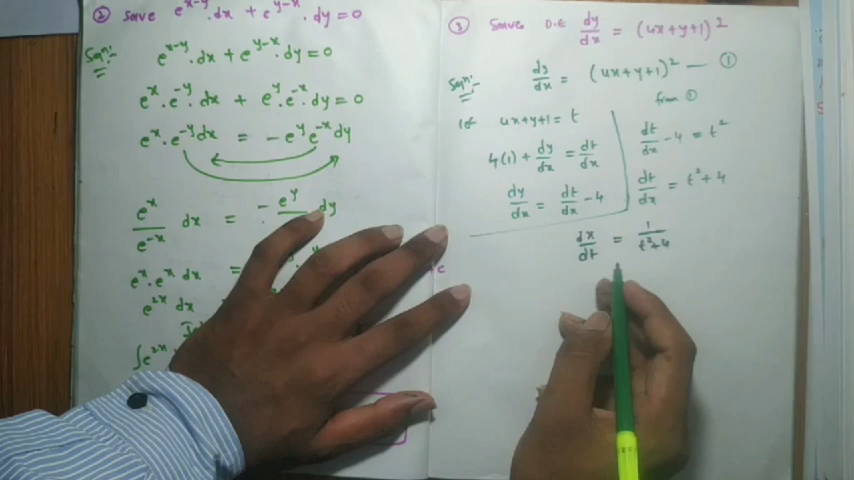 ② Solve e^{x-y}.dx + e^{y-x}.dy = 0
Solⁿ:-
e^{x-y}.dx + e^{y-x}.dy = 0
e^x.e^{-y}.dx + e^y.e^{-x}.dy = 0
e^x.e^{-y}dx = -e^y e^{-x}dy
e^x/e^{-x} dx = -e^y/ dy
e^x.e^x dx =
e^{2x} dx
∫e^{2x}
③ Solve D.E dy/dx = (4x+y+1)^2
Solⁿ:-
dy/dx = (4x+y+1)^2 — ①
let 4x+y+1 = t
4(1) + dy/dx = dt/dx
dy/dx = dt/dx - 4
from ①
dt/dx - 4 = t^2
dt/dx = t^2+4
dx/dt = 1/t^2+4